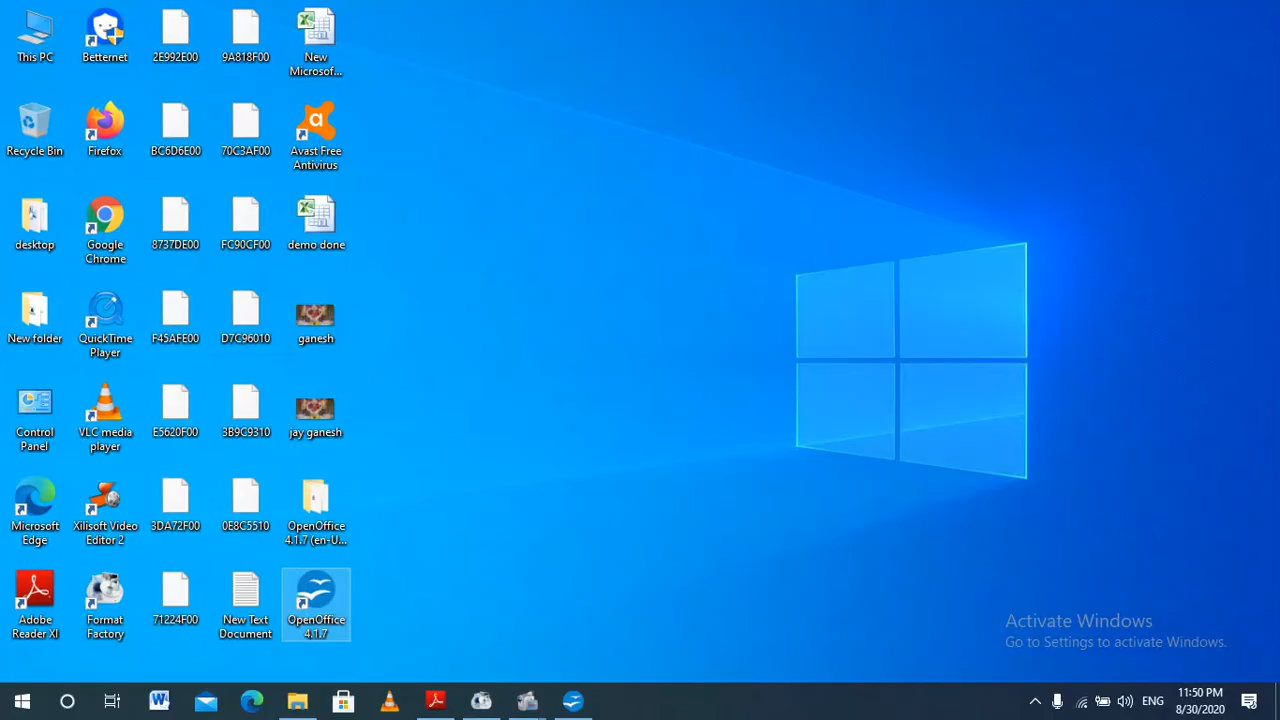 This PC
Betternet
2E992E00
9A818F00
New
Microsof...
Recycle Bin
Firefox
BC6D6E00
70C3AF00
Avast Free
Antivirus
desktop
Google
Chrome
8737DE00
FC90CF00
demo done
New folder
QuickTime
Player
F45AFE00
D7C96010
ganesh
Control
Panel
VLC media
player
E5620F00
3B9C9310
jay ganesh
Microsoft
Edge
Xilisoft Video
Editor 2
3DA72F00
0E8C5510
OpenOffice
4.1.7 (en-U...
Adobe
Reader XI
Format
Factory
71224F00
New Text
Document
OpenOffice
4.1.7
Activate Windows
Go to Settings to activate Windows.
ENG
11:50 PM
8/30/2020